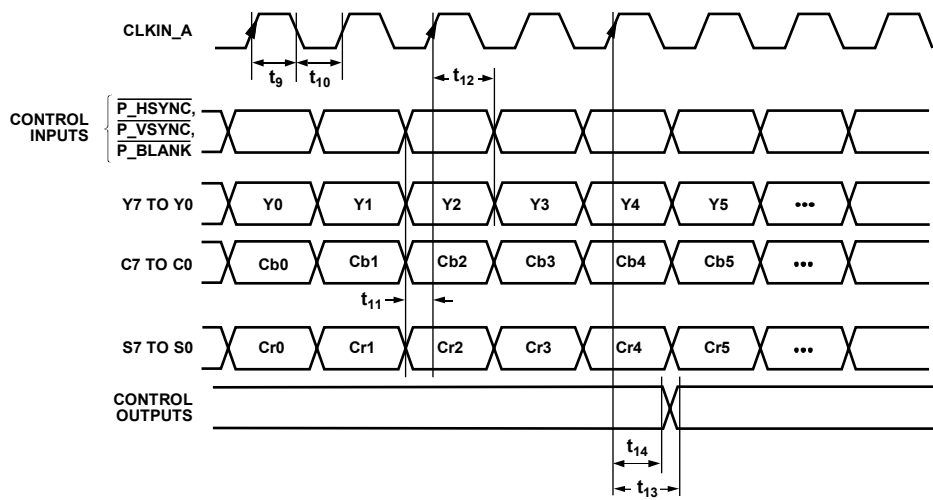 CLKIN_A
t9 t10 t12
CONTROL INPUTS
P_HSYNC,
P_VSYNC,
P_BLANK
Y7 TO Y0 Y0 Y1 Y2 Y3 Y4 Y5 •••
C7 TO C0 Cb0 Cb1 Cb2 Cb3 Cb4 Cb5 •••
t11
S7 TO S0 Cr0 Cr1 Cr2 Cr3 Cr4 Cr5 •••
CONTROL
OUTPUTS
t14
t13